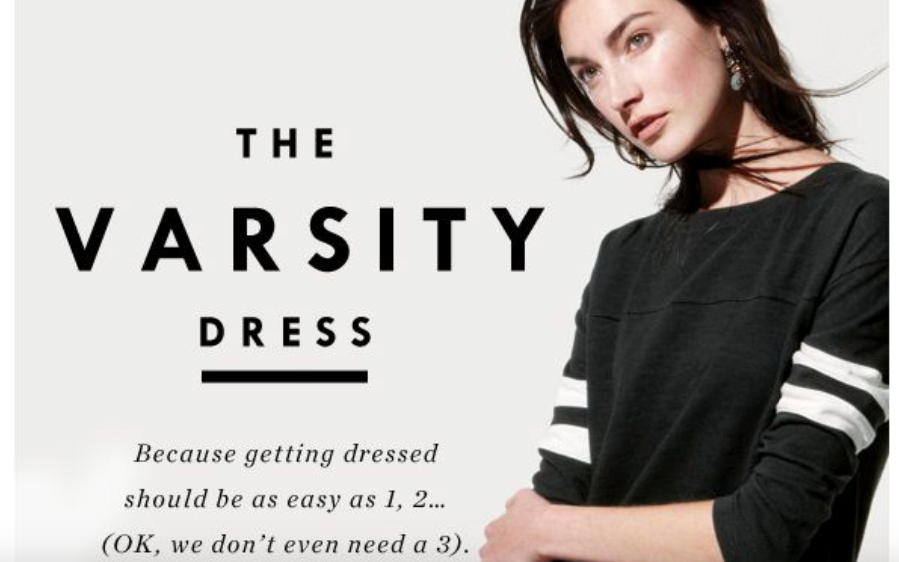 THE
VARSITY
DRESS
Because getting dressed
should be as easy as 1, 2...
(OK, we don’t even need a 3).